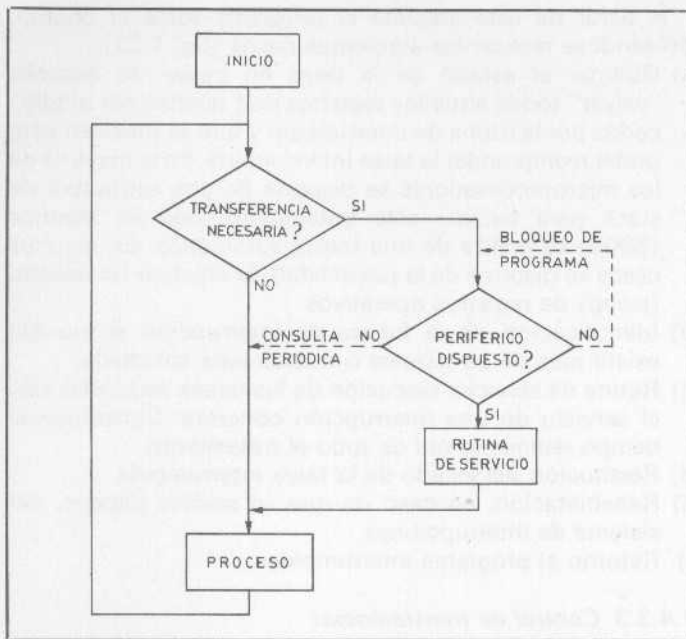 INICIO
TRANSFERENCIA
NECESARIA?
SI
NO
BLOQUEO DE
PROGRAMA
CONSULTA
PERIODICA
NO
PERIFERICO
DISPUESTO?
NO
SI
RUTINA
DE SERVICIO
PROCESO